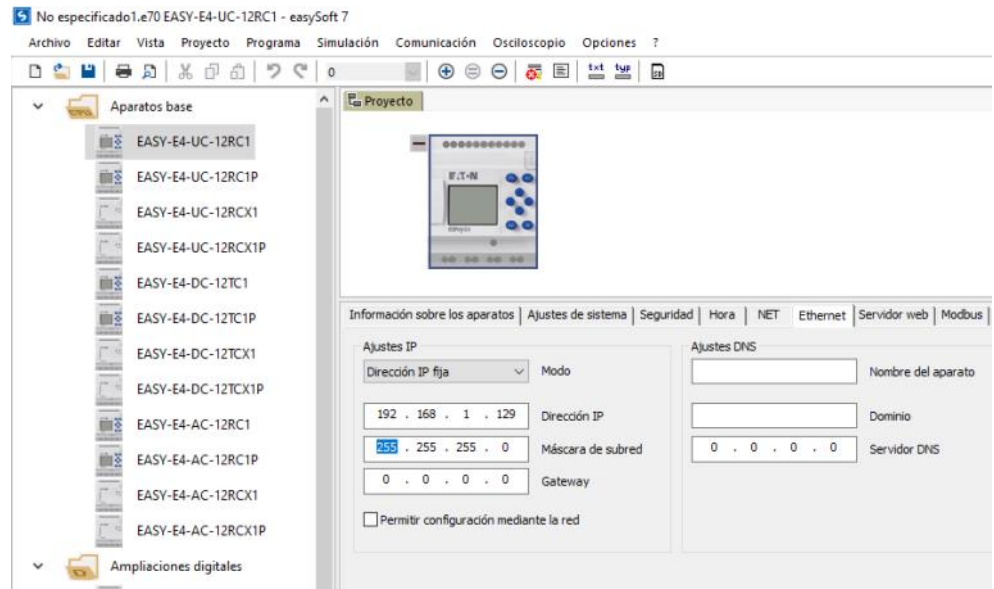 No especificado1.e70 EASY-E4-UC-12RC1 - easySoft 7
Archivo Editar Vista Proyecto Programa Simulación Comunicación Osciloscopio Opciones ?
0
txt typ
Aparatos base
EASY-E4-UC-12RC1
EASY-E4-UC-12RC1P
EASY-E4-UC-12RCX1
EASY-E4-UC-12RCX1P
EASY-E4-DC-12TC1
EASY-E4-DC-12TC1P
EASY-E4-DC-12TCX1
EASY-E4-DC-12TCX1P
EASY-E4-AC-12RC1
EASY-E4-AC-12RC1P
EASY-E4-AC-12RCX1
EASY-E4-AC-12RCX1P
Ampliaciones digitales
Proyecto
Información sobre los aparatos Ajustes de sistema Seguridad Hora NET Ethernet Servidor web Modbus
Ajustes IP
Dirección IP fija Modo
192 . 168 . 1 . 129 Dirección IP
255 . 255 . 255 . 0 Máscara de subred
0 . 0 . 0 . 0 Gateway
Permitir configuración mediante la red
Ajustes DNS
Nombre del aparato
Dominio
0 . 0 . 0 . 0 Servidor DNS